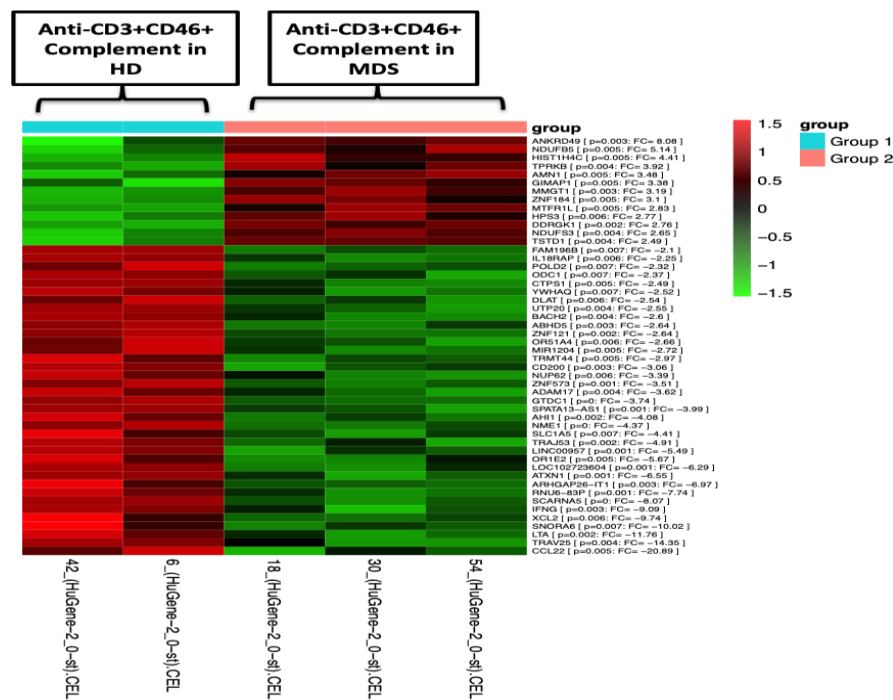 Anti-CD3+CD46+
Complement in
HD
Anti-CD3+CD46+
Complement in
MDS
group
ANKRD49 [ p=0.003: FC= 8.08 ]
NDUFB5 [ p=0.005: FC= 5.14 ]
HIST1H4C [ p=0.005: FC= 4.41 ]
TPRKB [ p=0.004: FC= 3.92 ]
AMN1 [ p=0.005: FC= 3.48 ]
GIMAP1 [ p=0.005: FC= 3.38 ]
MMGT1 [ p=0.003: FC= 3.19 ]
ZNF184 [ p=0.005: FC= 3.1 ]
MTFR1L [ p=0.005: FC= 2.83 ]
HPS3 [ p=0.006: FC= 2.77 ]
DDRGK1 [ p=0.002: FC= 2.76 ]
NDUFS3 [ p=0.004: FC= 2.65 ]
TSTD1 [ p=0.004: FC= 2.49 ]
FAM196B [ p=0.007: FC= −2.1 ]
IL18RAP [ p=0.006: FC= −2.25 ]
POLD2 [ p=0.007: FC= −2.32 ]
ODC1 [ p=0.007: FC= −2.37 ]
CTPS1 [ p=0.005: FC= −2.49 ]
YWHAQ [ p=0.007: FC= −2.52 ]
DLAT [ p=0.006: FC= −2.54 ]
UTP20 [ p=0.004: FC= −2.55 ]
BACH2 [ p=0.004: FC= −2.6 ]
ABHD5 [ p=0.003: FC= −2.64 ]
ZNF121 [ p=0.002: FC= −2.64 ]
OR51A4 [ p=0.006: FC= −2.66 ]
MIR1204 [ p=0.005: FC= −2.72 ]
TRMT44 [ p=0.005: FC= −2.97 ]
CD200 [ p=0.003: FC= −3.06 ]
NUP62 [ p=0.006: FC= −3.39 ]
ZNF573 [ p=0.001: FC= −3.51 ]
ADAM17 [ p=0.004: FC= −3.62 ]
GTDC1 [ p=0: FC= −3.74 ]
SPATA13−AS1 [ p=0.001: FC= −3.99 ]
AHI1 [ p=0.002: FC= −4.08 ]
NME1 [ p=0: FC= −4.37 ]
SLC1A5 [ p=0.007: FC= −4.41 ]
TRAJ53 [ p=0.002: FC= −4.91 ]
LINC00957 [ p=0.001: FC= −5.49 ]
OR1E2 [ p=0.005: FC= −5.67 ]
LOC102723604 [ p=0.001: FC= −6.29 ]
ATXN1 [ p=0.001: FC= −6.55 ]
ARHGAP26−IT1 [ p=0.003: FC= −6.97 ]
RNU6−83P [ p=0.001: FC= −7.74 ]
SCARNA5 [ p=0: FC= −8.07 ]
IFNG [ p=0.003: FC= −9.09 ]
XCL2 [ p=0.006: FC= −9.74 ]
SNORA6 [ p=0.007: FC= −10.02 ]
LTA [ p=0.002: FC= −11.76 ]
TRAV25 [ p=0.004: FC= −14.35 ]
CCL22 [ p=0.005: FC= −20.89 ]
1.5
1
0.5
0
−0.5
−1
−1.5
group
Group 1
Group 2
42_(HuGene−2_0−st).CEL
6_(HuGene−2_0−st).CEL
18_(HuGene−2_0−st).CEL
30_(HuGene−2_0−st).CEL
54_(HuGene−2_0−st).CEL